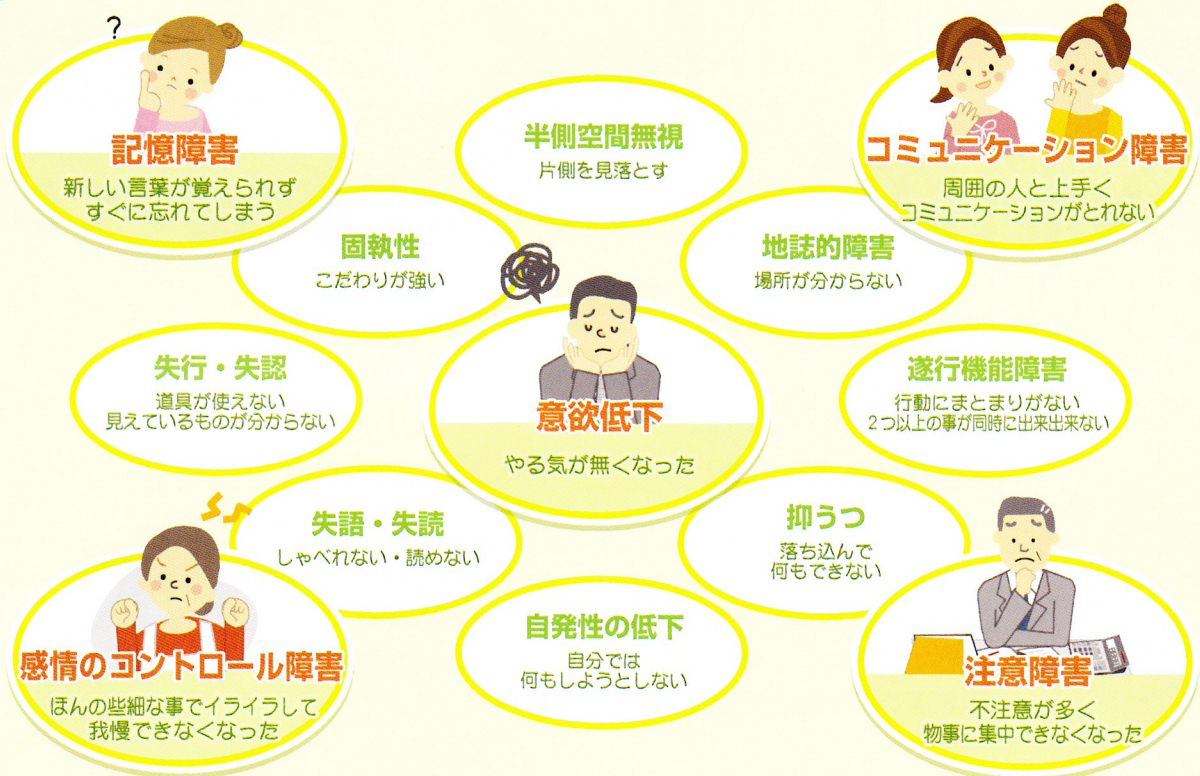 ?
記憶障害
新しい言葉が覚えられず
すぐに忘れてしまう
半側空間無視
片側を見落とす
コミュニケーション障害
周囲の人と上手く
コミュニケーションがとれない
固執性
こだわりが強い
地誌的障害
場所が分からない
失行・失認
道具が使えない
見えているものが分からない
意欲低下
やる気が無くなった
遂行機能障害
行動にまとまりがない
2つ以上の事が同時に出来出来ない
失語・失読
しゃべれない・読めない
抑うつ
落ち込んで
何もできない
感情のコントロール障害
ほんの些細な事でイライラして
我慢できなくなった
自発性の低下
自分では
何もしようとしない
注意障害
不注意が多く
物事に集中できなくなった